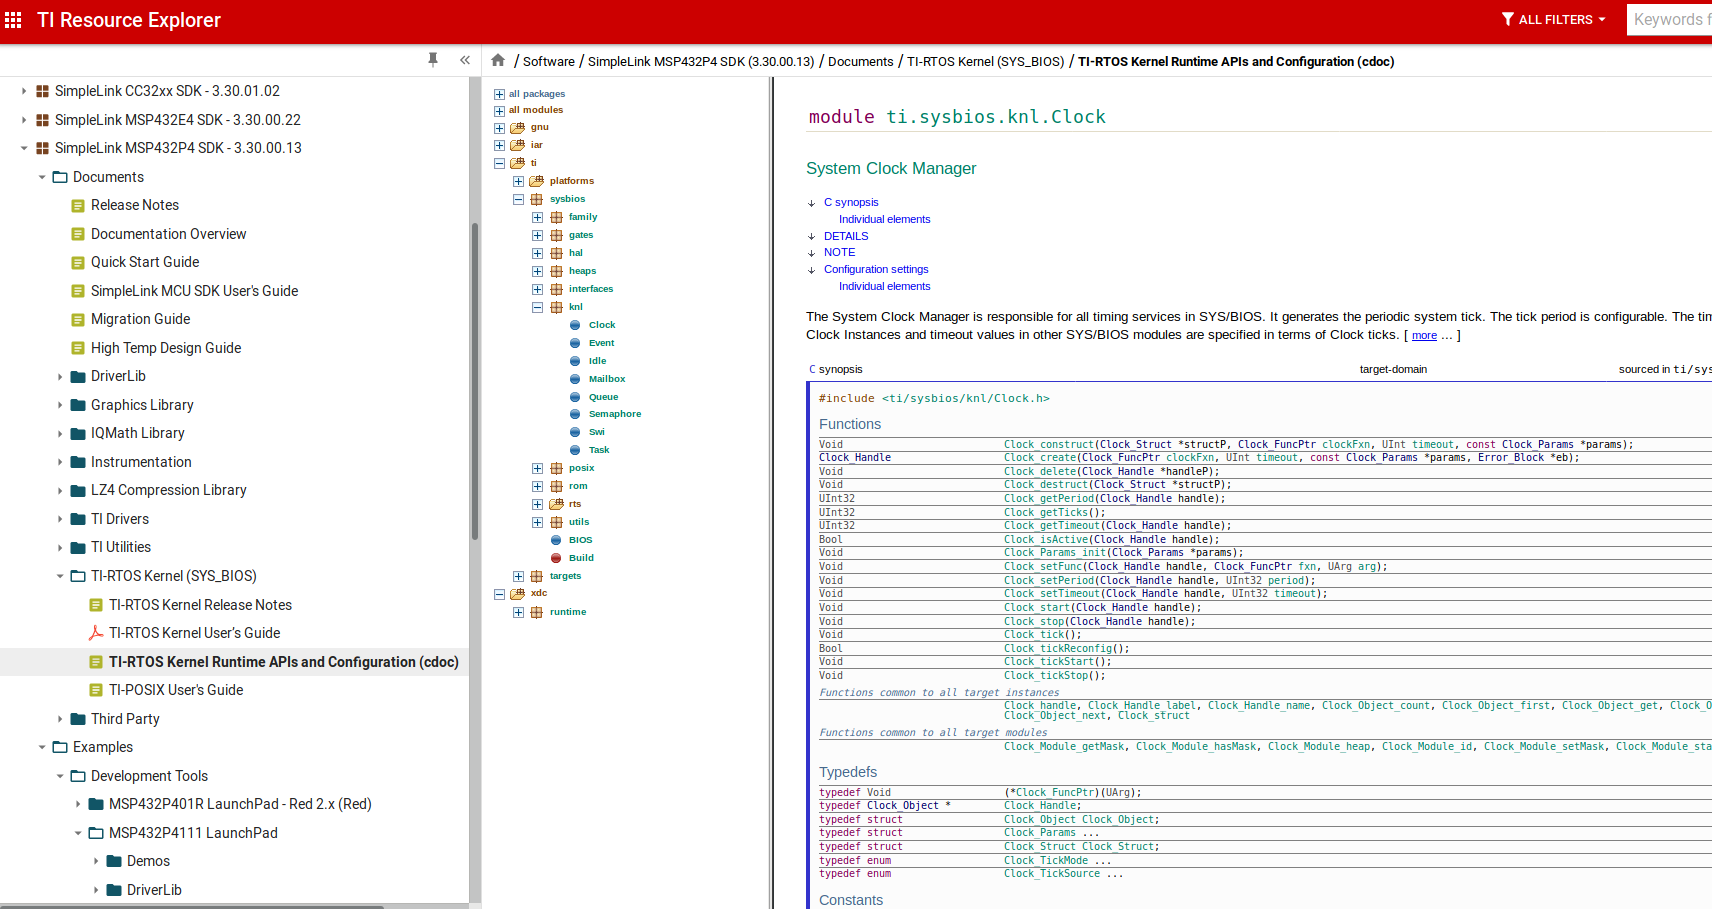 TI Resource Explorer
ALL FILTERS
Keywords f
/ Software / SimpleLink MSP432P4 SDK (3.30.00.13) / Documents / TI-RTOS Kernel (SYS_BIOS) / TI-RTOS Kernel Runtime APIs and Configuration (cdoc)
SimpleLink CC32xx SDK - 3.30.01.02
SimpleLink MSP432E4 SDK - 3.30.00.22
SimpleLink MSP432P4 SDK - 3.30.00.13
Documents
Release Notes
Documentation Overview
Quick Start Guide
SimpleLink MCU SDK User's Guide
Migration Guide
High Temp Design Guide
DriverLib
Graphics Library
IQMath Library
Instrumentation
LZ4 Compression Library
TI Drivers
TI Utilities
TI-RTOS Kernel (SYS_BIOS)
TI-RTOS Kernel Release Notes
TI-RTOS Kernel User's Guide
TI-RTOS Kernel Runtime APIs and Configuration (cdoc)
TI-POSIX User's Guide
Third Party
Examples
Development Tools
MSP432P401R LaunchPad - Red 2.x (Red)
MSP432P4111 LaunchPad
Demos
DriverLib
all packages
all modules
gnu
iar
ti
platforms
sysbios
family
gates
hal
heaps
interfaces
knl
Clock
Event
Idle
Mailbox
Queue
Semaphore
Swi
Task
posix
rom
rts
utils
BIOS
Build
targets
xdc
runtime
module ti.sysbios.knl.Clock
System Clock Manager
C synopsis
Individual elements
DETAILS
NOTE
Configuration settings
Individual elements
The System Clock Manager is responsible for all timing services in SYS/BIOS. It generates the periodic system tick. The tick period is configurable. The tim
Clock Instances and timeout values in other SYS/BIOS modules are specified in terms of Clock ticks. [ more ... ]
C synopsis target-domain sourced in ti/sys
#include <ti/sysbios/knl/Clock.h>
Functions
Void Clock_construct(Clock_Struct *structP, Clock_FuncPtr clockFxn, UInt timeout, const Clock_Params *params);
Clock_Handle Clock_create(Clock_FuncPtr clockFxn, UInt timeout, const Clock_Params *params, Error_Block *eb);
Void Clock_delete(Clock_Handle *handleP);
Void Clock_destruct(Clock_Struct *structP);
UInt32 Clock_getPeriod(Clock_Handle handle);
UInt32 Clock_getTicks();
UInt32 Clock_getTimeout(Clock_Handle handle);
Bool Clock_isActive(Clock_Handle handle);
Void Clock_Params_init(Clock_Params *params);
Void Clock_setFunc(Clock_Handle handle, Clock_FuncPtr fxn, UArg arg);
Void Clock_setPeriod(Clock_Handle handle, UInt32 period);
Void Clock_setTimeout(Clock_Handle handle, UInt32 timeout);
Void Clock_start(Clock_Handle handle);
Void Clock_stop(Clock_Handle handle);
Void Clock_tick();
Bool Clock_tickReconfig();
Void Clock_tickStart();
Void Clock_tickStop();
Functions common to all target instances
Clock_handle, Clock_Handle_label, Clock_Handle_name, Clock_Object_count, Clock_Object_first, Clock_Object_get, Clock_O
Clock_Object_next, Clock_struct
Functions common to all target modules
Clock_Module_getMask, Clock_Module_hasMask, Clock_Module_heap, Clock_Module_id, Clock_Module_setMask, Clock_Module_sta
Typedefs
typedef Void (*Clock_FuncPtr)(UArg);
typedef Clock_Object * Clock_Handle;
typedef struct Clock_Object Clock_Object;
typedef struct Clock_Params ...
typedef struct Clock_Struct Clock_Struct;
typedef enum Clock_TickMode ...
typedef enum Clock_TickSource ...
Constants